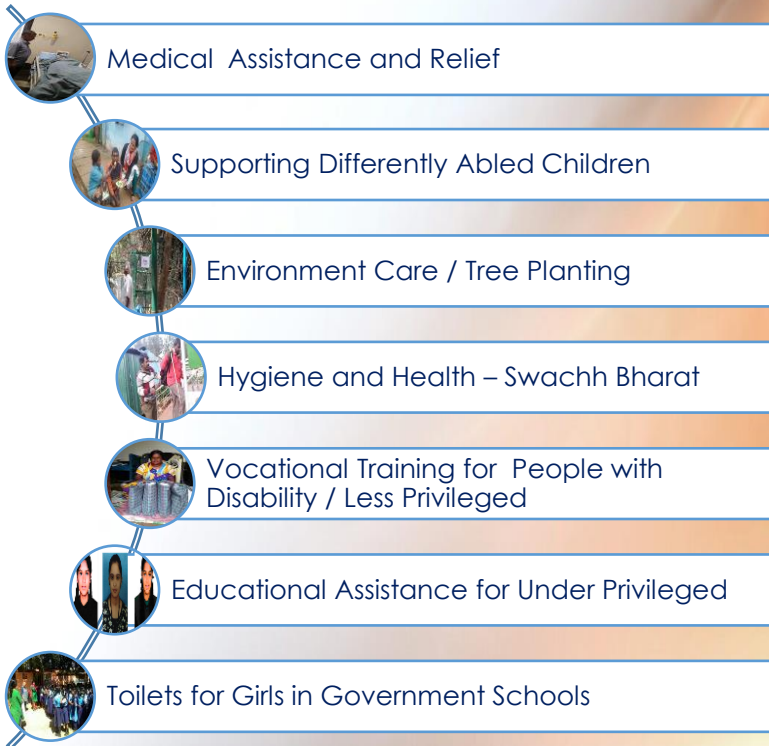 Medical Assistance and Relief
Supporting Differently Abled Children
Environment Care / Tree Planting
Hygiene and Health – Swachh Bharat
Vocational Training for People with
Disability / Less Privileged
Educational Assistance for Under Privileged
Toilets for Girls in Government Schools